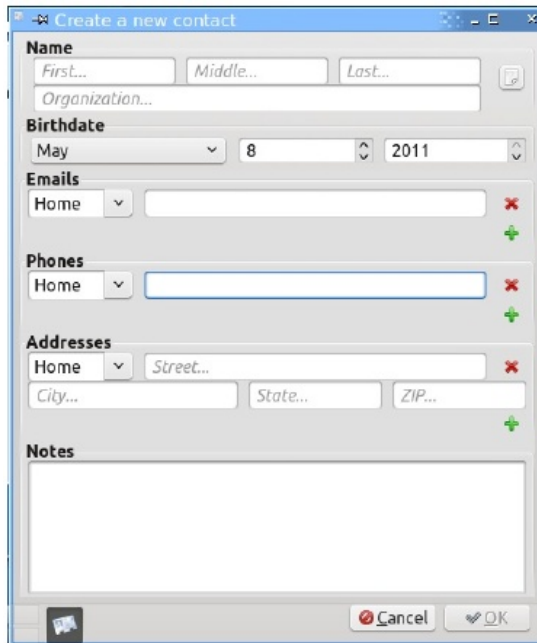 Create a new contact
Name
First... Middle... Last...
Organization...
Birthdate
May 8 2011
Emails
Home
Phones
Home
Addresses
Home Street...
City... State... ZIP...
Notes
Cancel OK